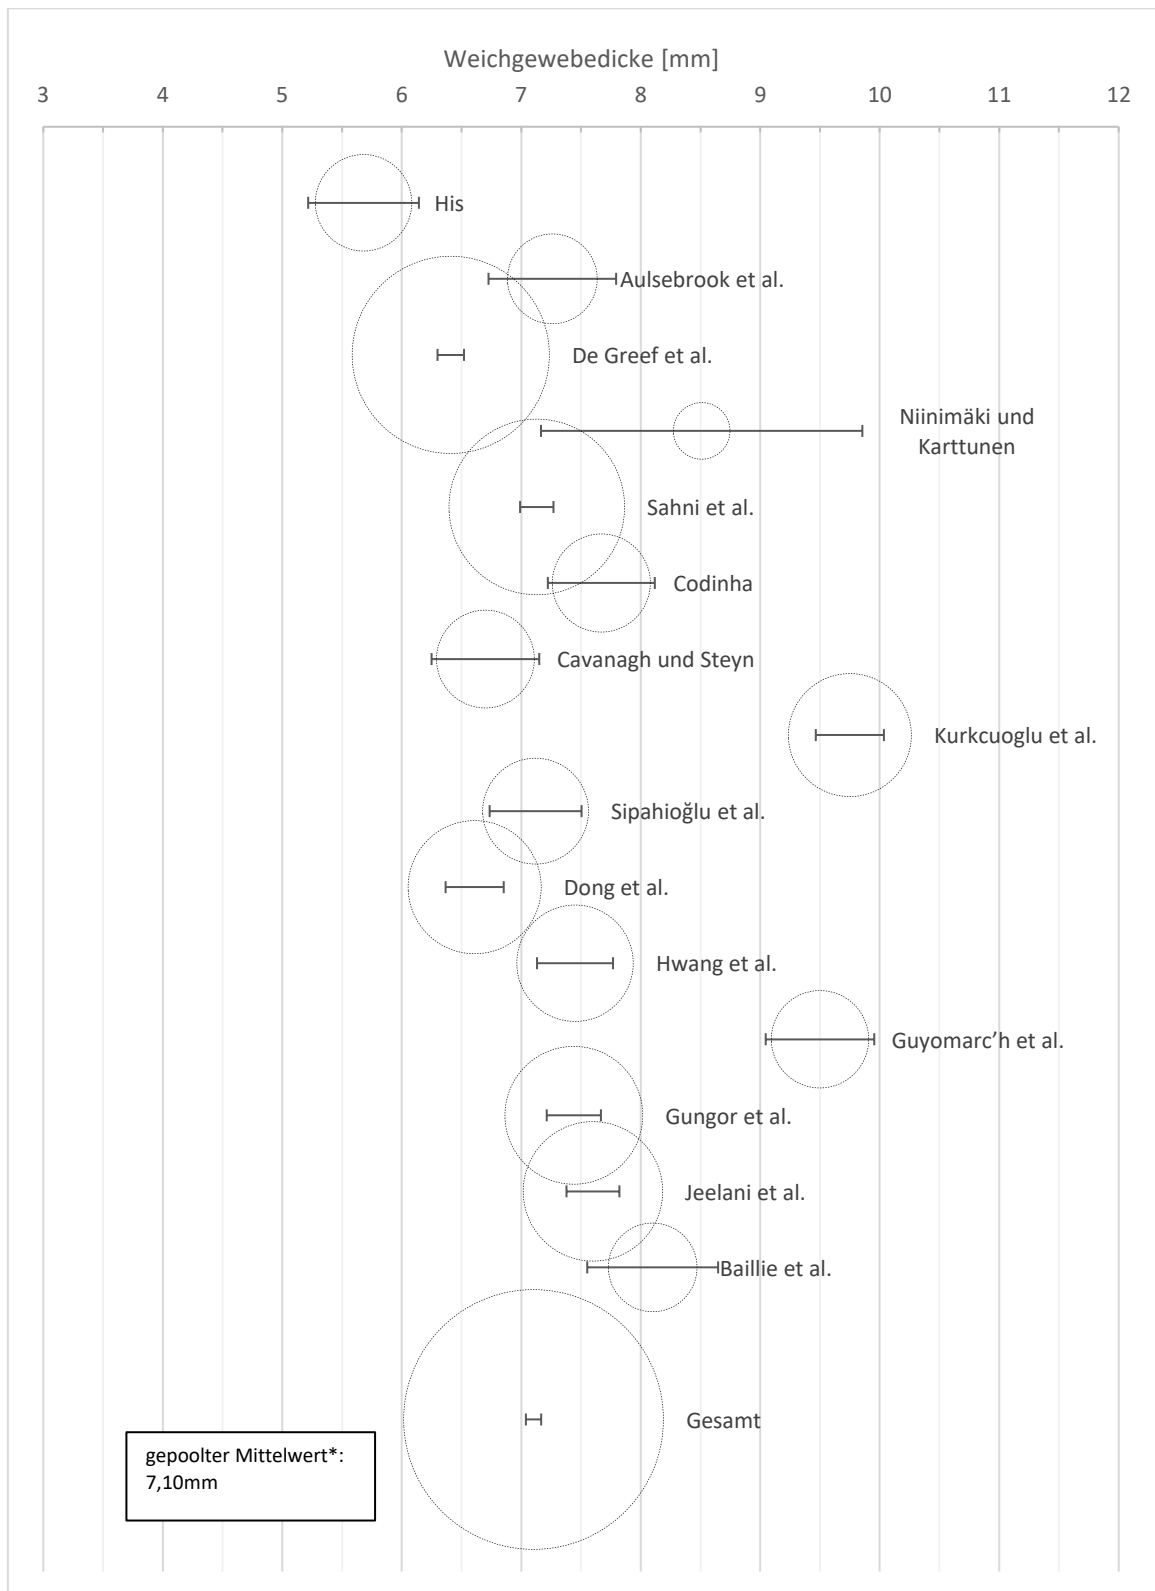 Weichgewebedicke [mm]
3 4 5 6 7 8 9 10 11 12
His
Aulsebrook et al.
De Greef et al.
Niinimäki und
Karttunen
Sahni et al.
Codinha
Cavanagh und Steyn
Kurkcuoglu et al.
Sipahioğlu et al.
Dong et al.
Hwang et al.
Guyomarc’h et al.
Gungor et al.
Jeelani et al.
Baillie et al.
Gesamt
gepoolter Mittelwert*:
7,10mm